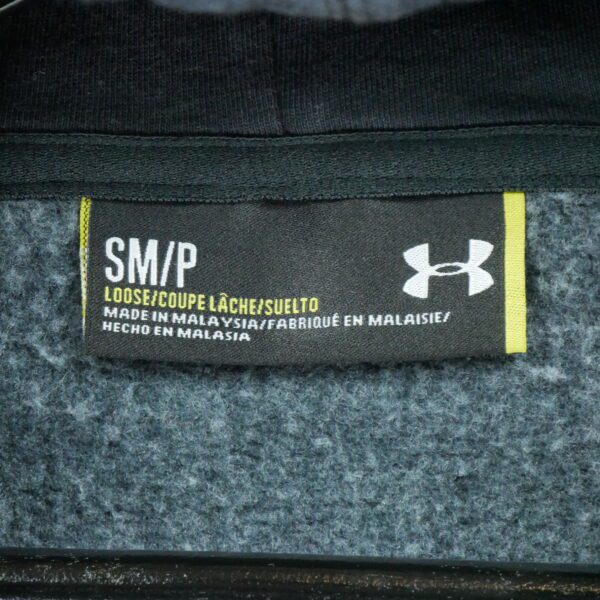 SM/P
LOOSE/COUPE LÂCHE/SUELTO
MADE IN MALAYSIA/FABRIQUÉ EN MALAISIE/
HECHO EN MALASIA